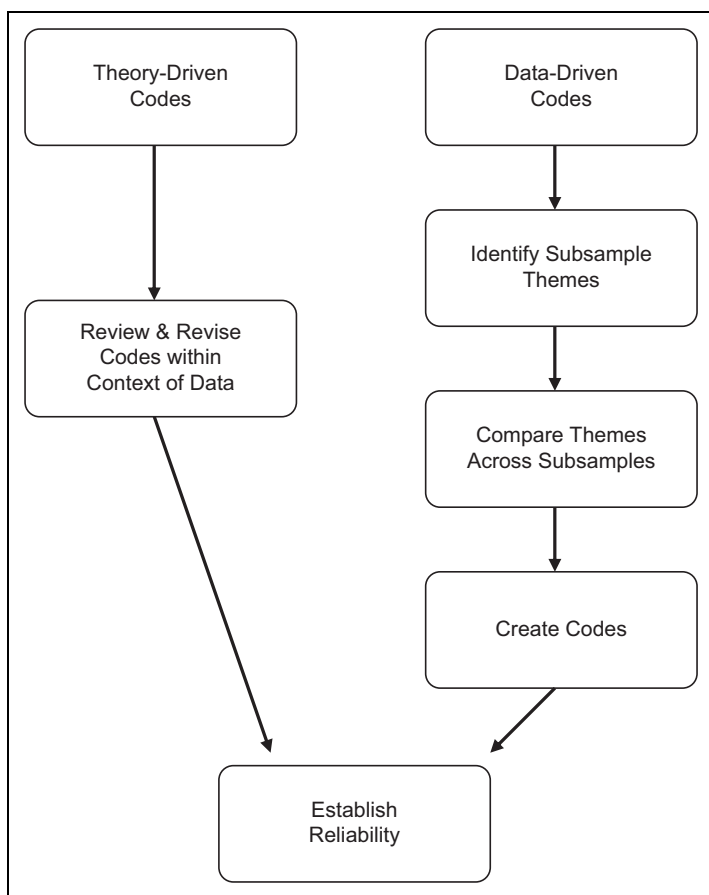 Theory-Driven
Codes
Data-Driven
Codes
Identify Subsample
Themes
Review & Revise
Codes within
Context of Data
Compare Themes
Across Subsamples
Create Codes
Establish
Reliability